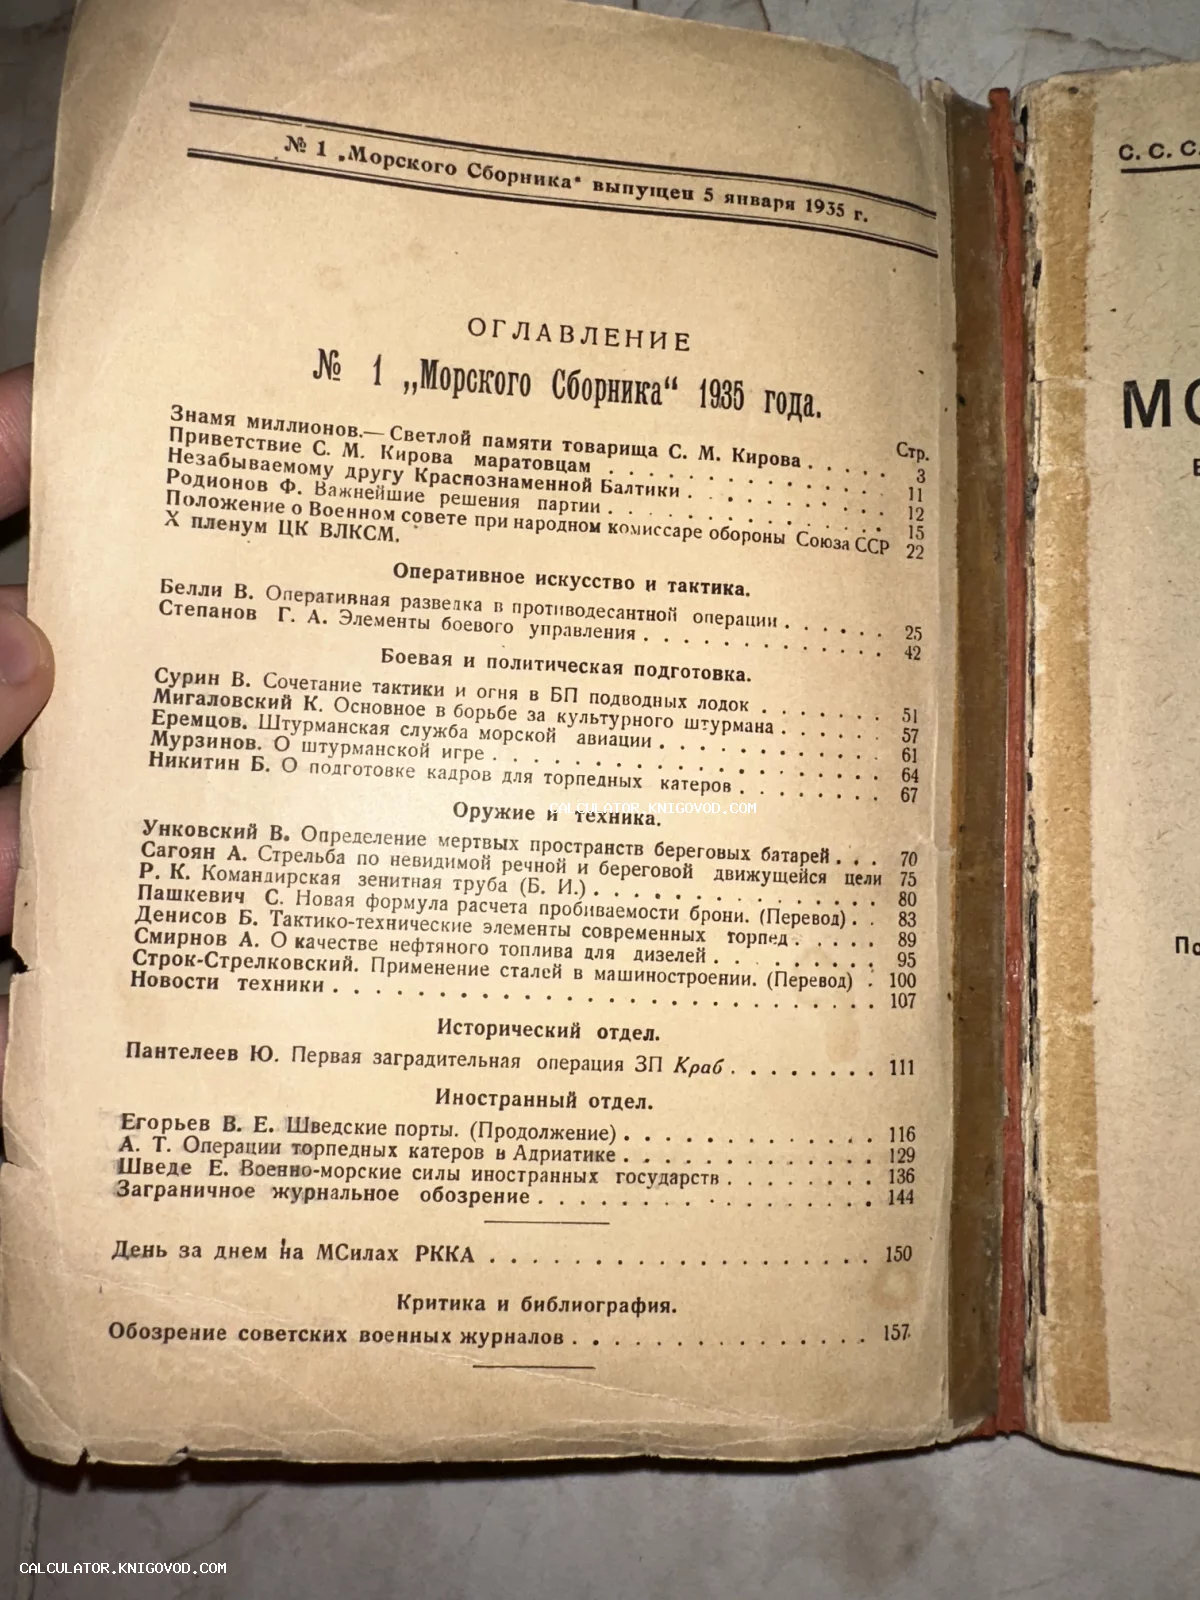 № 1 „Морского Сборника“ выпущен 5 января 1935 г.
ОГЛАВЛЕНИЕ
№ 1 „Морского Сборника“ 1935 года.
Стр.
Знамя миллионов.— Светлой памяти товарища С. М. Кирова . . . . . 3
Приветствие С. М. Кирова маратовцам . . . . . . . . . . . 11
Незабываемому другу Краснознаменной Балтики . . . . . . . . 12
Родионов Ф. Важнейшие решения партии . . . . . . . . . . . 15
Положение о Военном совете при народном комиссаре обороны Союза ССР 22
X пленум ЦК ВЛКСМ.
Оперативное искусство и тактика.
Белли В. Оперативная разведка в противодесантной операции . . . . . . 25
Степанов Г. А. Элементы боевого управления . . . . . . . . . . . 42
Боевая и политическая подготовка.
Сурин В. Сочетание тактики и огня в БП подводных лодок . . . . . . . 51
Мигаловский К. Основное в борьбе за культурного штурмана . . . . . . 57
Еремцов. Штурманская служба морской авиации . . . . . . . . . . 61
Мурзинов. О штурманской игре . . . . . . . . . . . . . . . . 64
Никитин Б. О подготовке кадров для торпедных катеров . . . . . . . 67
Оружие и техника.
Унковский В. Определение мертвых пространств береговых батарей . . . 70
Сагоян А. Стрельба по невидимой речной и береговой движущейся цели 75
Р. К. Командирская зенитная труба (Б. И.) . . . . . . . . . . . . 80
Пашкевич С. Новая формула расчета пробиваемости брони. (Перевод) . . 83
Денисов Б. Тактико-технические элементы современных торпед . . . . . 89
Смирнов А. О качестве нефтяного топлива для дизелей . . . . . . . . 95
Строк-Стрелковский. Применение сталей в машиностроении. (Перевод) . 100
Новости техники . . . . . . . . . . . . . . . . . . . . . . . . . 107
Исторический отдел.
Пантелеев Ю. Первая заградительная операция ЗП Краб . . . . . . . . 111
Иностранный отдел.
Егорьев В. Е. Шведские порты. (Продолжение) . . . . . . . . . . . . 116
А. Т. Операции торпедных катеров в Адриатике . . . . . . . . . . . . 129
Шведе Е. Военно-морские силы иностранных государств . . . . . . . . 136
Заграничное журнальное обозрение . . . . . . . . . . . . . . . . 144
День за днем на МСилах РККА . . . . . . . . . . . . . . . . . . 150
Критика и библиография.
Обозрение советских военных журналов . . . . . . . . . . . . . . 157
С. С. С.
МО
CALCULATOR.KNIGOVOD.COM
CALCULATOR.KNIGOVOD.COM